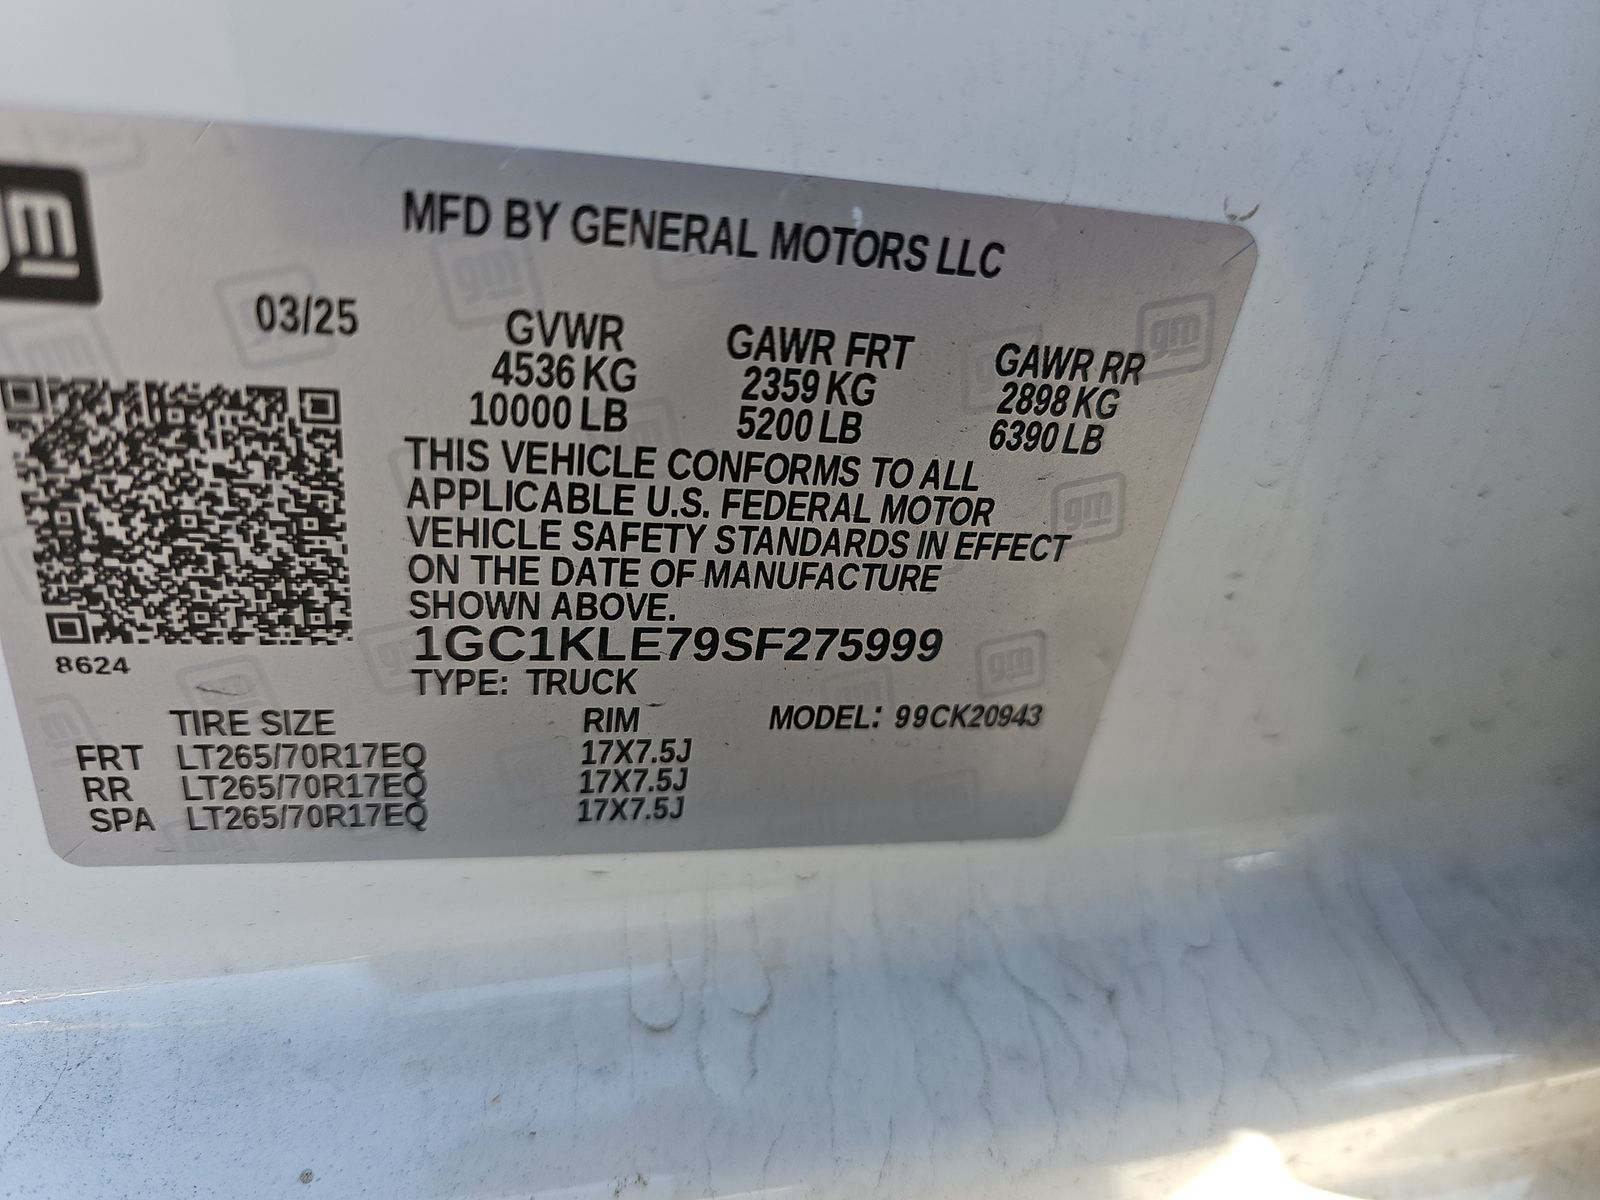 gm
MFD BY GENERAL MOTORS LLC
03/25
GVWR GAWR FRT GAWR RR
4536 KG 2359 KG 2898 KG
10000 LB 5200 LB 6390 LB
THIS VEHICLE CONFORMS TO ALL
APPLICABLE U.S. FEDERAL MOTOR
VEHICLE SAFETY STANDARDS IN EFFECT
ON THE DATE OF MANUFACTURE
SHOWN ABOVE.
1GC1KLE79SF275999
8624
TYPE: TRUCK
TIRE SIZE RIM MODEL: 99CK20943
FRT LT265/70R17EQ 17X7.5J
RR LT265/70R17EQ 17X7.5J
SPA LT265/70R17EQ 17X7.5J